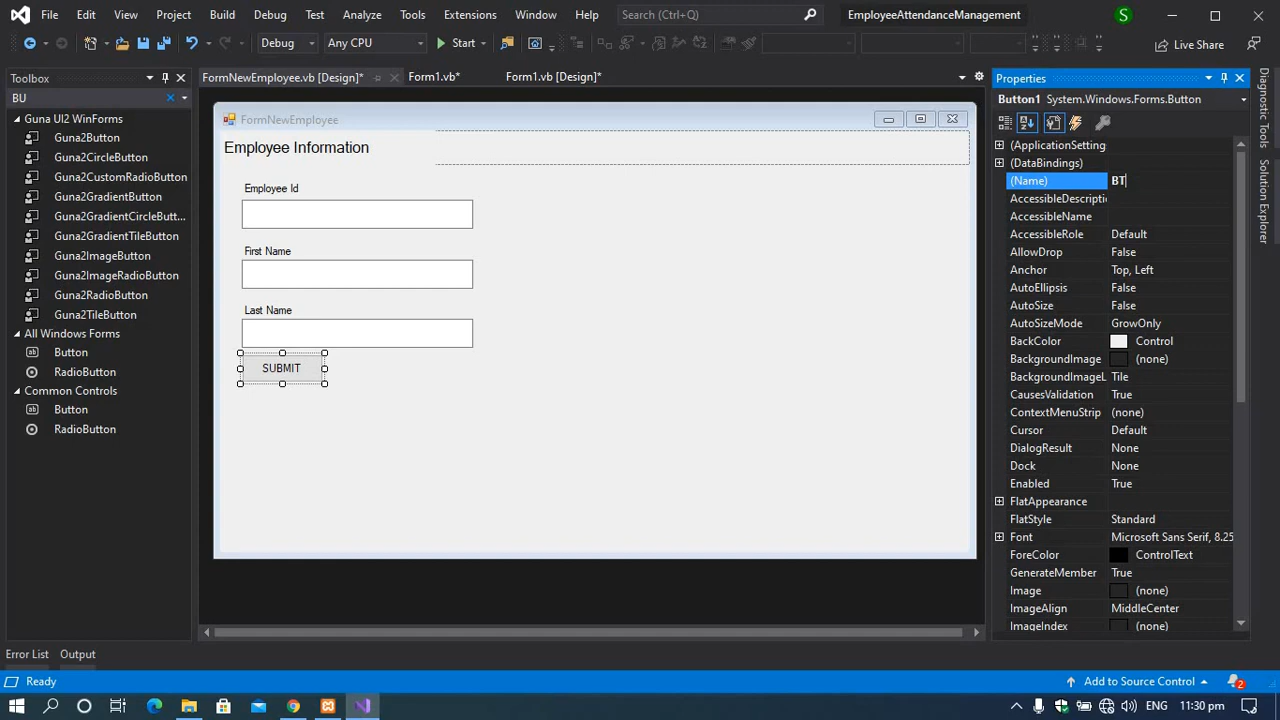 File Edit View Project Build Debug Test Analyze Tools Extensions Window Help Search (Ctrl+Q) EmployeeAttendanceManagement S
Debug Any CPU Start Live Share
Toolbox
BU
Guna UI2 WinForms
Guna2Button
Guna2CircleButton
Guna2CustomRadioButton
Guna2GradientButton
Guna2GradientCircleButt...
Guna2GradientTileButton
Guna2ImageButton
Guna2ImageRadioButton
Guna2RadioButton
Guna2TileButton
All Windows Forms
Button
RadioButton
Common Controls
Button
RadioButton
FormNewEmployee.vb [Design]* Form1.vb* Form1.vb [Design]*
FormNewEmployee
Employee Information
Employee Id
First Name
Last Name
SUBMIT
Properties
Button1 System.Windows.Forms.Button
(ApplicationSetting
(DataBindings)
(Name) BT
AccessibleDescriptio
AccessibleName
AccessibleRole Default
AllowDrop False
Anchor Top, Left
AutoEllipsis False
AutoSize False
AutoSizeMode GrowOnly
BackColor Control
BackgroundImage (none)
BackgroundImageL Tile
CausesValidation True
ContextMenuStrip (none)
Cursor Default
DialogResult None
Dock None
Enabled True
FlatAppearance
FlatStyle Standard
Font Microsoft Sans Serif, 8.25
ForeColor ControlText
GenerateMember True
Image (none)
ImageAlign MiddleCenter
ImageIndex (none)
Diagnostic Tools
Solution Explorer
Error List Output
Ready Add to Source Control 2
ENG 11:30 pm